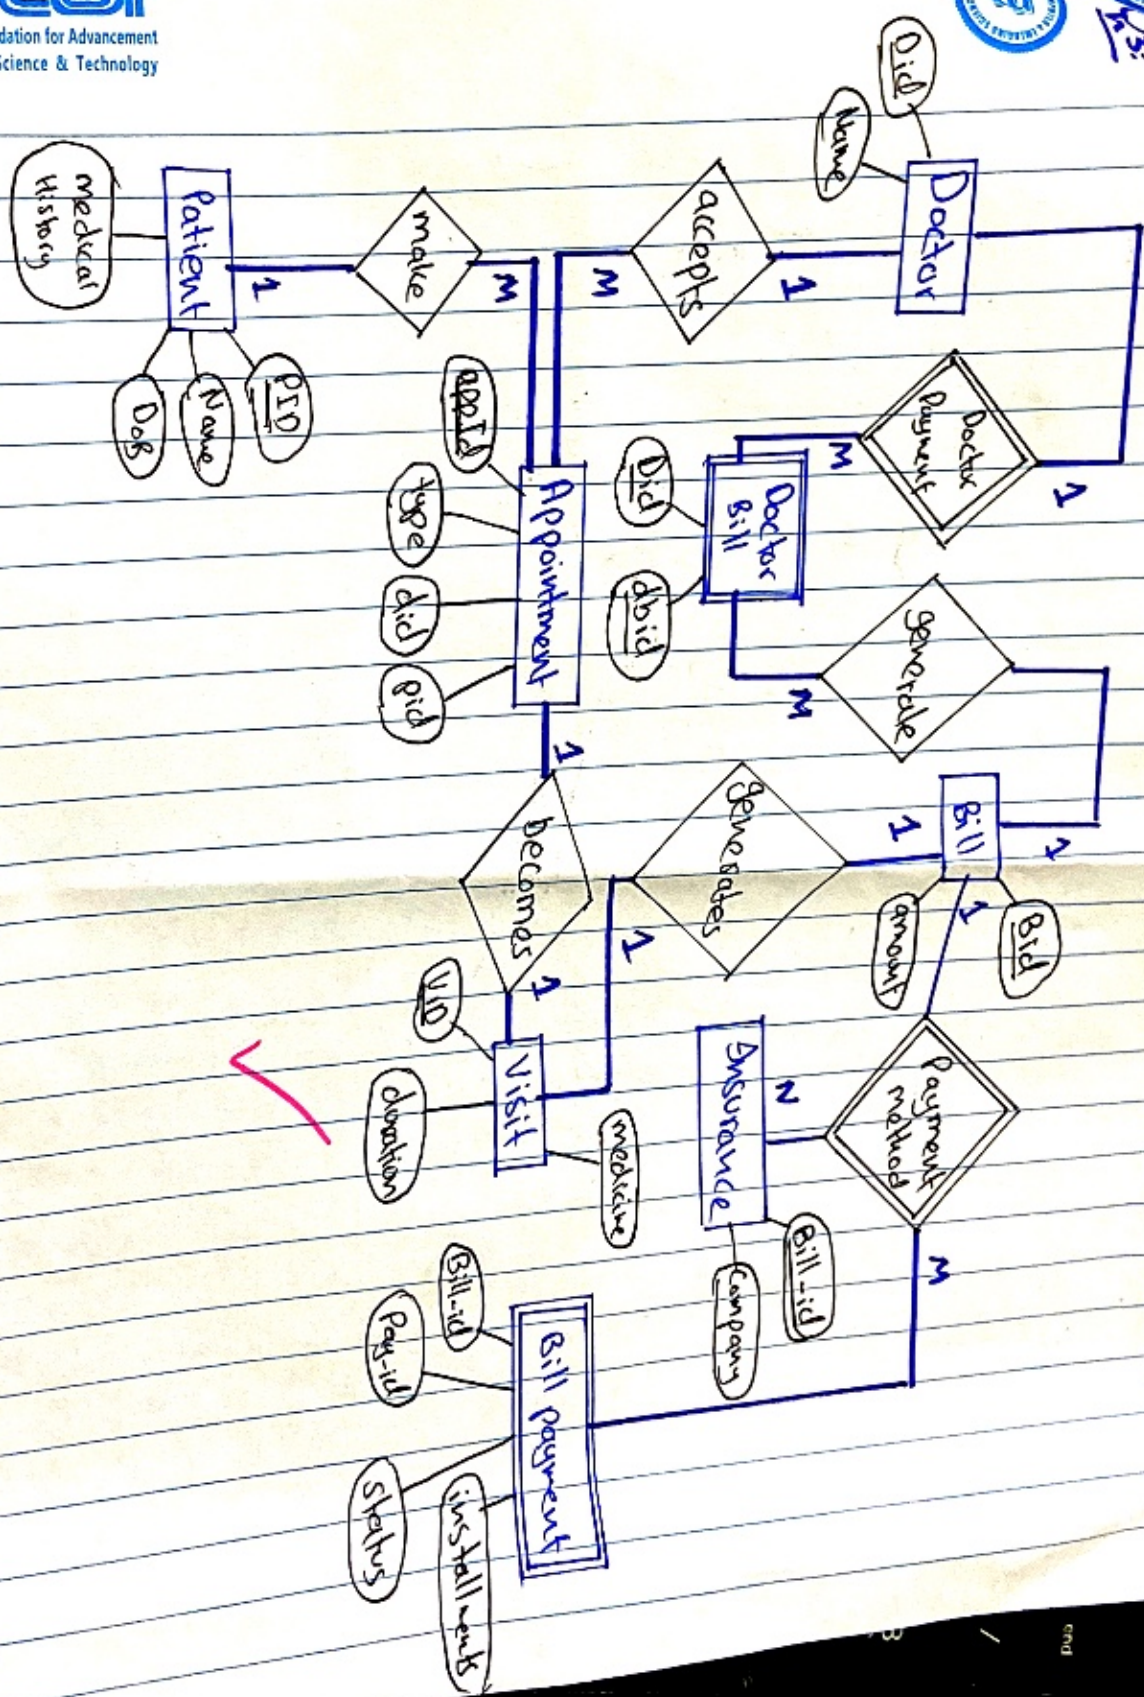 dation for Advancement
Science & Technology
Did
Name
Doctor
1
accepts
M
Doctor
Payment
1
M
Doctor
Bill
Did
dbid
generate
M
1
Bill
Bid
amount
1
1
generates
1
Payment
method
N
M
Insurance
Bill-id
Company
medical
History
Patient
PID
Name
DoB
1
make
M
Appointment
appId
type
did
pid
1
becomes
1
Visit
VID
duration
medicine
Bill payment
Bill-id
Pay-id
status
installments